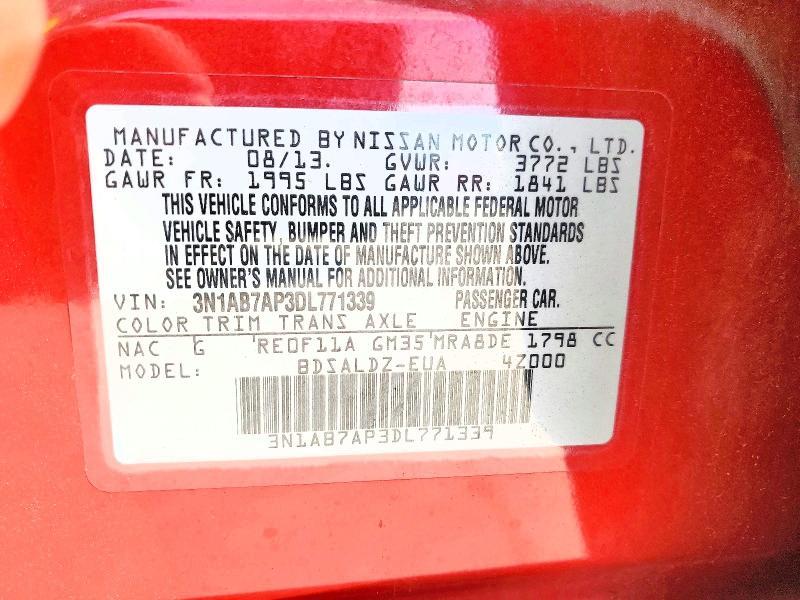 MANUFACTURED BY NISSAN MOTOR CO., LTD.
DATE: 08/13. GVWR: 3772 LBS
GAWR FR: 1995 LBS GAWR RR: 1841 LBS
THIS VEHICLE CONFORMS TO ALL APPLICABLE FEDERAL MOTOR
VEHICLE SAFETY, BUMPER AND THEFT PREVENTION STANDARDS
IN EFFECT ON THE DATE OF MANUFACTURE SHOWN ABOVE.
SEE OWNER'S MANUAL FOR ADDITIONAL INFORMATION.
VIN: 3N1AB7AP3DL771339 PASSENGER CAR.
COLOR TRIM TRANS AXLE ENGINE
NAC G RE0F11A GM35 MRA8DE 1798 CC
MODEL: BDSALDZ-EUA 4Z000
3N1AB7AP3DL771339